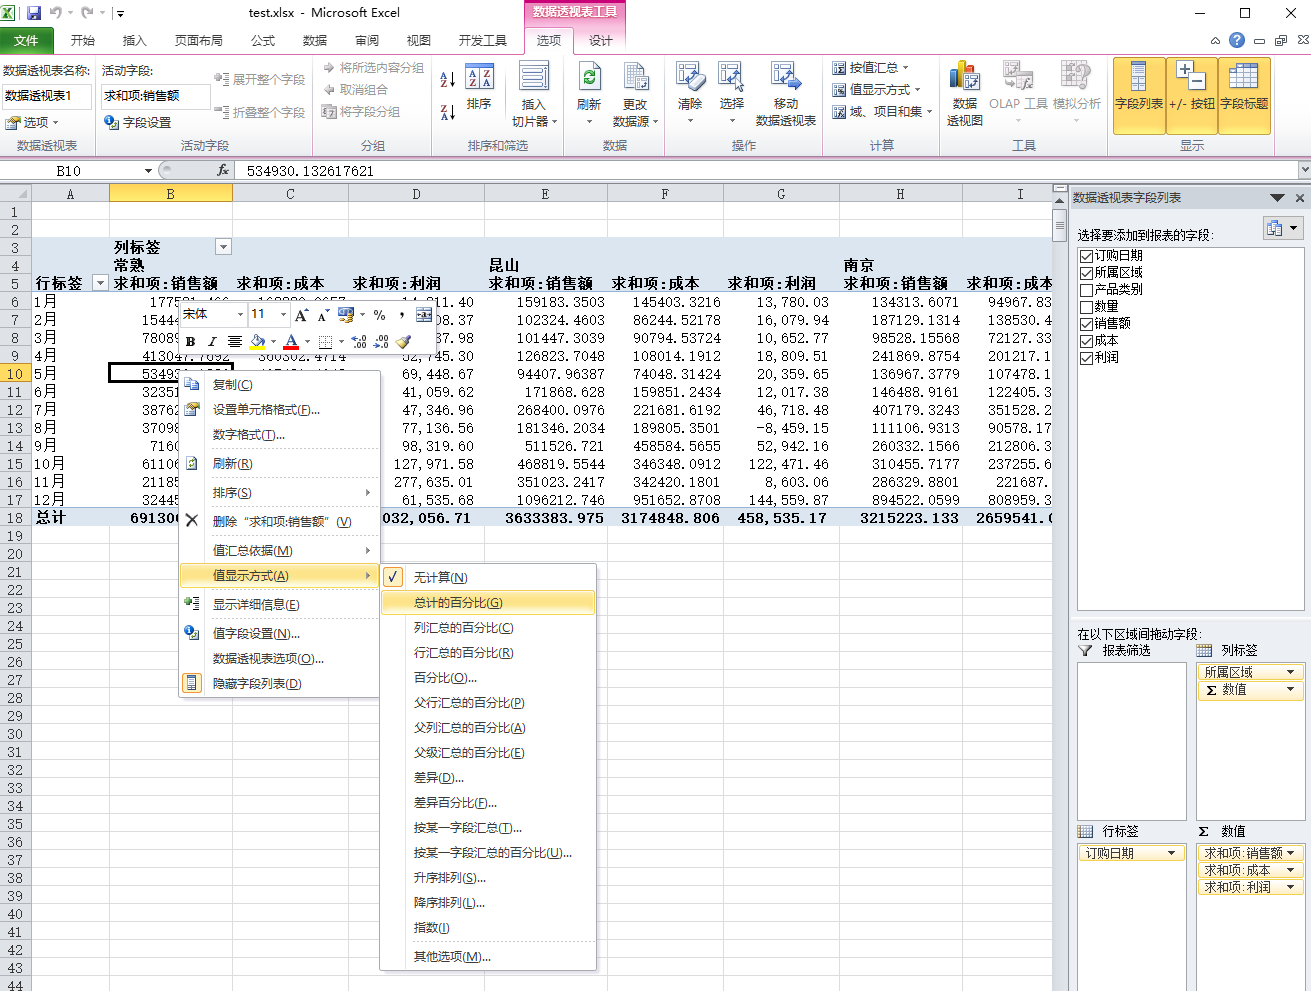 test.xlsx - Microsoft Excel
数据透视表工具
文件 开始 插入 页面布局 公式 数据 审阅 视图 开发工具 选项 设计
数据透视表名称:
数据透视表1
选项
数据透视表
活动字段:
求和项:销售额
字段设置
展开整个字段
折叠整个字段
活动字段
将所选内容分组
取消组合
将字段分组
分组
排序
插入
切片器
排序和筛选
刷新
更改
数据源
数据
清除
选择
移动
数据透视表
操作
按值汇总
值显示方式
域、项目和集
计算
数据
透视图
OLAP 工具
模拟分析
工具
字段列表
+/- 按钮
字段标题
显示
B10 fx 534930.132617621
A B C D E F G H I
1
2
3 列标签
4 常熟 昆山 南京
5 行标签 求和项:销售额 求和项:成本 求和项:利润 求和项:销售额 求和项:成本 求和项:利润 求和项:销售额 求和项:成本
6 1月 159183.3503 145403.3216 13,780.03 134313.6071 94967.83
7 2月 15444 102324.4603 86244.52178 16,079.94 187129.1314 138530.4
8 3月 78089 101447.3039 90794.53724 10,652.77 98528.15568 72127.33
9 4月 413047.7692 360302.4714 52,745.30 126823.7048 108014.1912 18,809.51 241869.8754 201217.1
10 5月 69,448.67 94407.96387 74048.31424 20,359.65 136967.3779 107478.1
11 6月 32351 41,059.62 171868.628 159851.2434 12,017.38 146488.9161 122405.3
12 7月 38762 47,346.96 268400.0976 221681.6192 46,718.48 407179.3243 351528.2
13 8月 37098 77,136.56 181346.2034 189805.3501 -8,459.15 111106.9313 90578.17
14 9月 7160 98,319.60 511526.721 458584.5655 52,942.16 260332.1566 212806.3
15 10月 61106 127,971.58 468819.5544 346348.0912 122,471.46 310455.7177 237255.6
16 11月 21185 277,635.01 351023.2417 342420.1801 8,603.06 286329.8801 221687.
17 12月 32445 61,535.68 1096212.746 951652.8708 144,559.87 894522.0599 808959.3
18 总计 69130 032,056.71 3633383.975 3174848.806 458,535.17 3215223.133 2659541.0
19
20
21
22
23
24
25
26
27
28
29
30
31
32
33
34
35
36
37
38
39
40
41
42
43
44
宋体 11 A A % ,
B I A
复制(C)
设置单元格格式(F)...
数字格式(T)...
刷新(R)
排序(S)
删除“求和项:销售额”(V)
值汇总依据(M)
值显示方式(A)
显示详细信息(E)
值字段设置(N)...
数据透视表选项(O)...
隐藏字段列表(D)
无计算(N)
总计的百分比(G)
列汇总的百分比(C)
行汇总的百分比(R)
百分比(O)...
父行汇总的百分比(P)
父列汇总的百分比(A)
父级汇总的百分比(E)
差异(D)...
差异百分比(F)...
按某一字段汇总(T)...
按某一字段汇总的百分比(U)...
升序排列(S)...
降序排列(L)...
指数(I)
其他选项(M)...
数据透视表字段列表
选择要添加到报表的字段:
订购日期
所属区域
产品类别
数量
销售额
成本
利润
在以下区域间拖动字段:
报表筛选
列标签
所属区域
Σ 数值
行标签
订购日期
Σ 数值
求和项:销售额
求和项:成本
求和项:利润